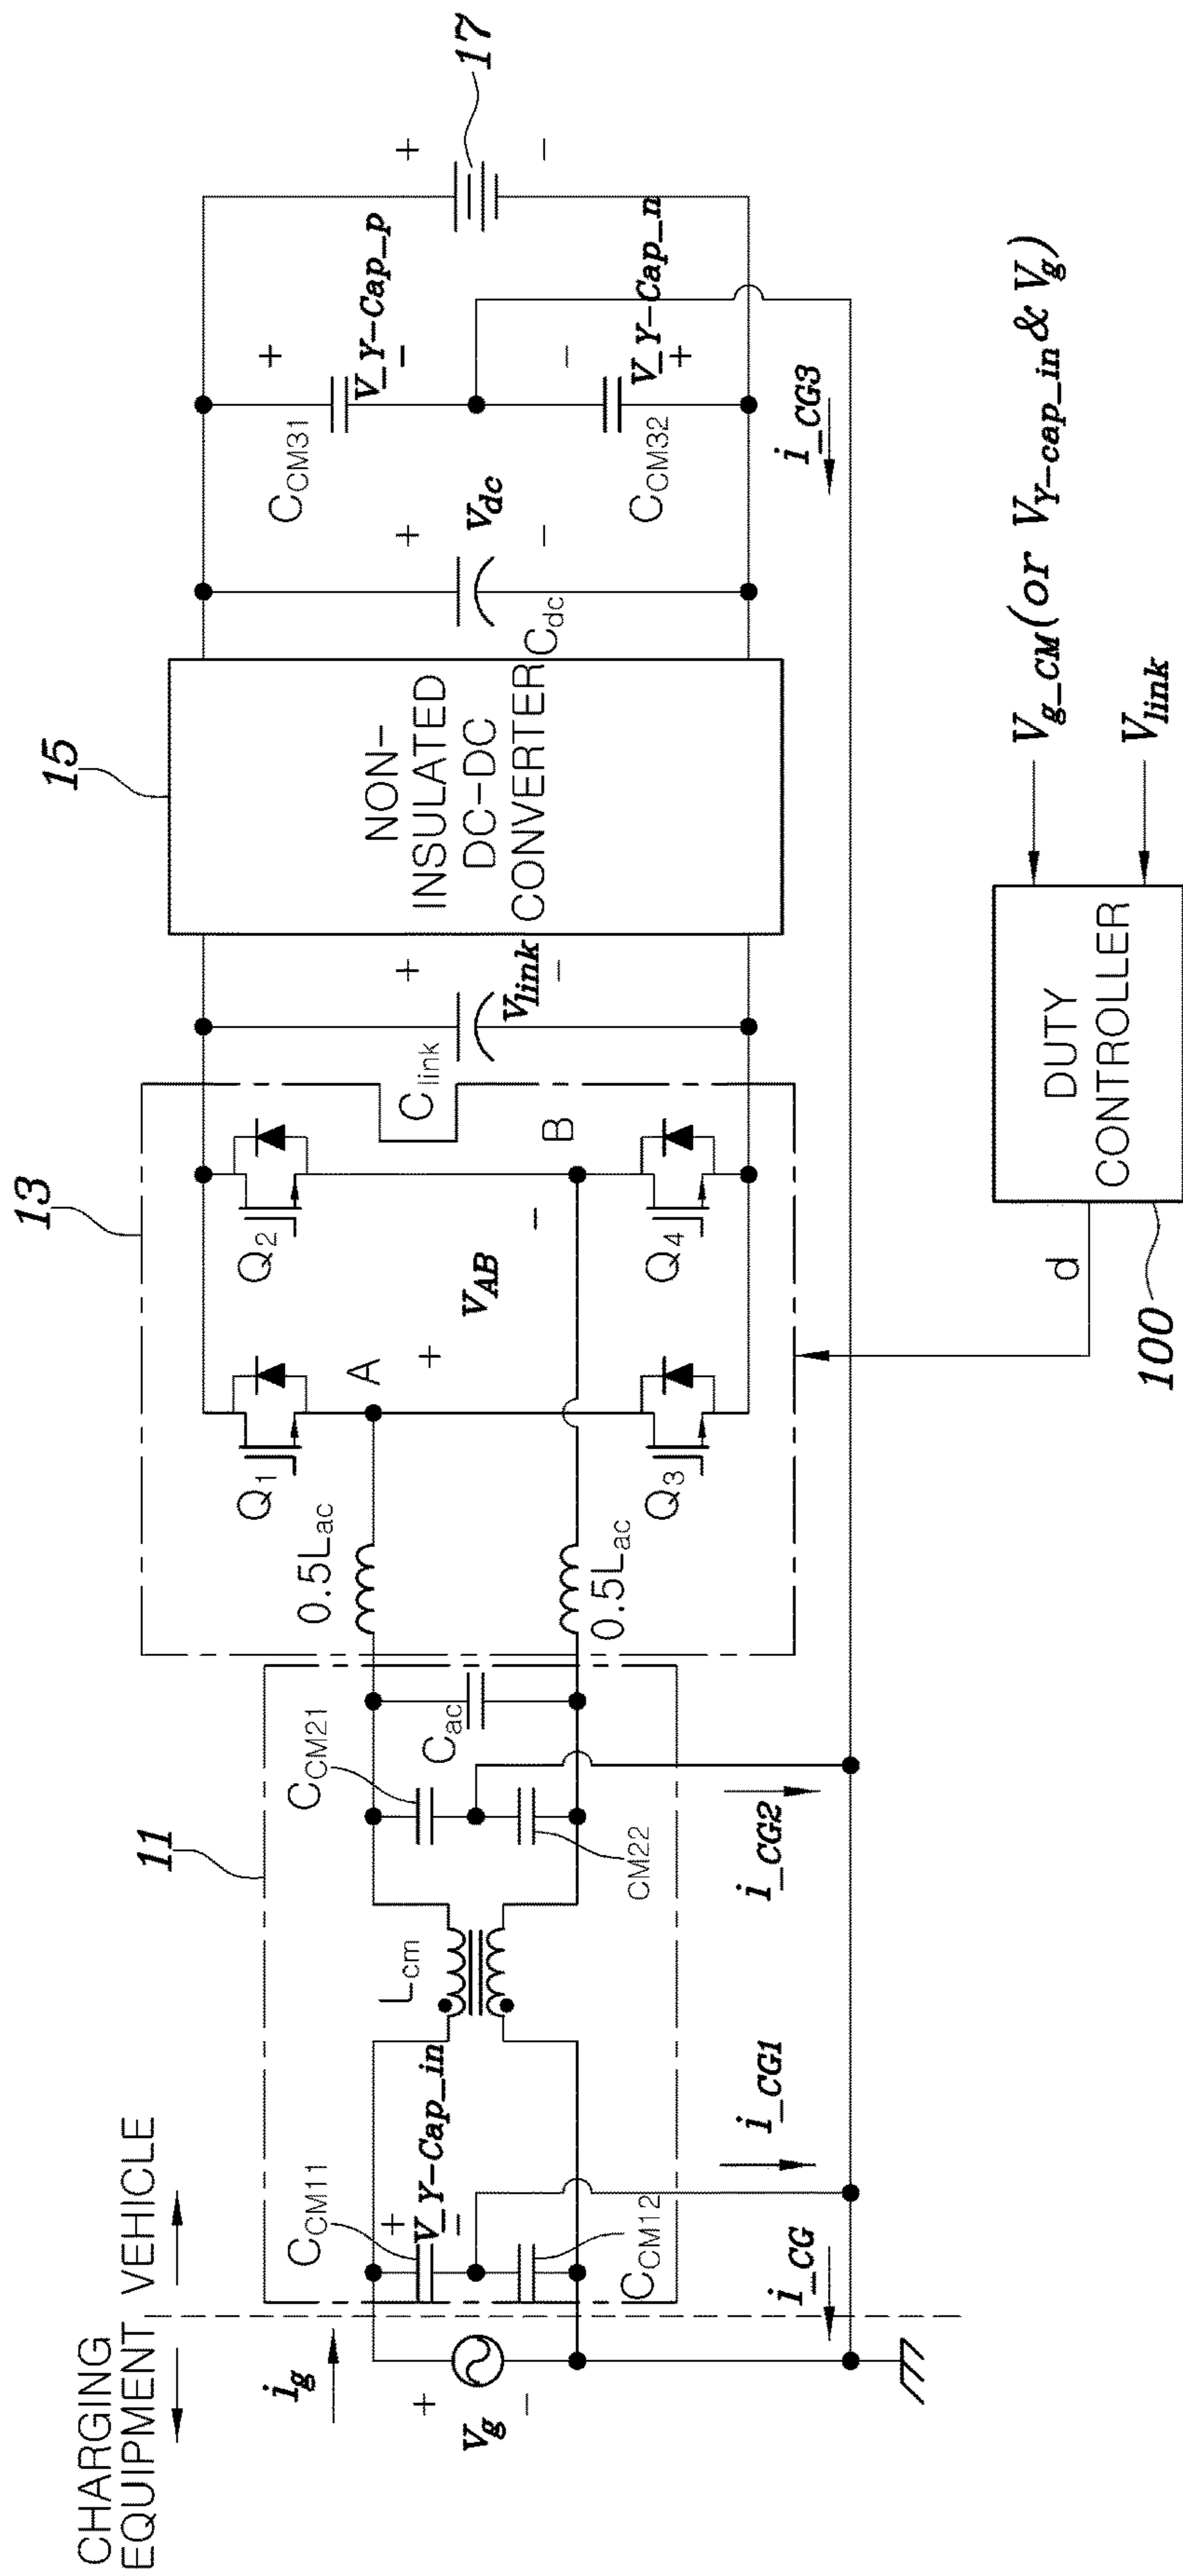 CHARGING
EQUIPMENT
VEHICLE
11
13
15
17
i_g
V_g
+
−
C_CM11
+
V_Y-Cap_in
−
C_CM12
i_CG
i_CG1
L_cm
C_CM21
CM22
C_ac
i_CG2
0.5L_ac
0.5L_ac
Q_1
Q_2
Q_3
Q_4
A
+
V_AB
−
B
C_link
+
V_link
−
NON-
INSULATED
DC-DC
CONVERTER
C_dc
+
V_dc
−
C_CM31
+
V_Y-Cap_p
−
C_CM32
−
V_Y-Cap_n
+
+
−
i_CG3
d
100
DUTY
CONTROLLER
V_g_CM(or V_Y-cap_in & V_g)
V_link